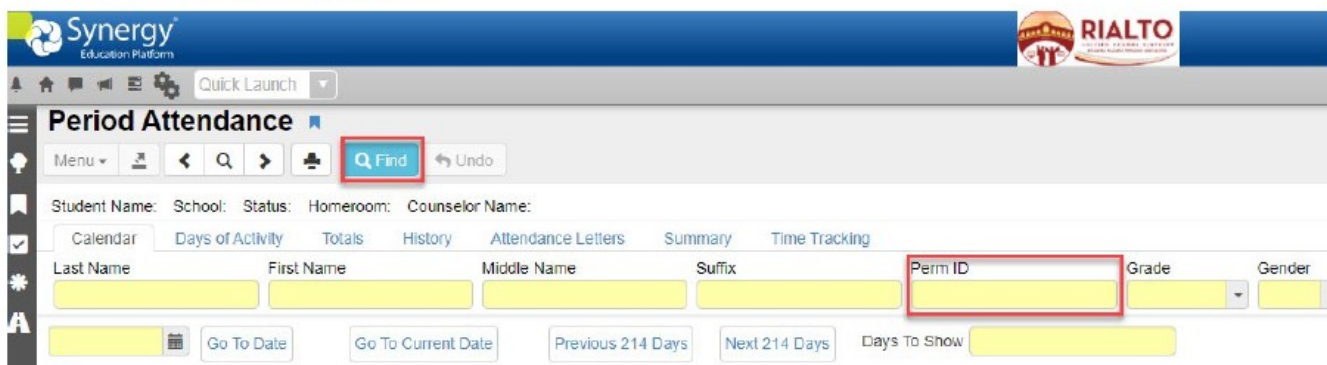 Synergy
Education Platform
RIALTO
Quick Launch
Period Attendance
Menu Find Undo
Student Name: School: Status: Homeroom: Counselor Name:
Calendar Days of Activity Totals History Attendance Letters Summary Time Tracking
Last Name First Name Middle Name Suffix Perm ID Grade Gender
Go To Date Go To Current Date Previous 214 Days Next 214 Days Days To Show